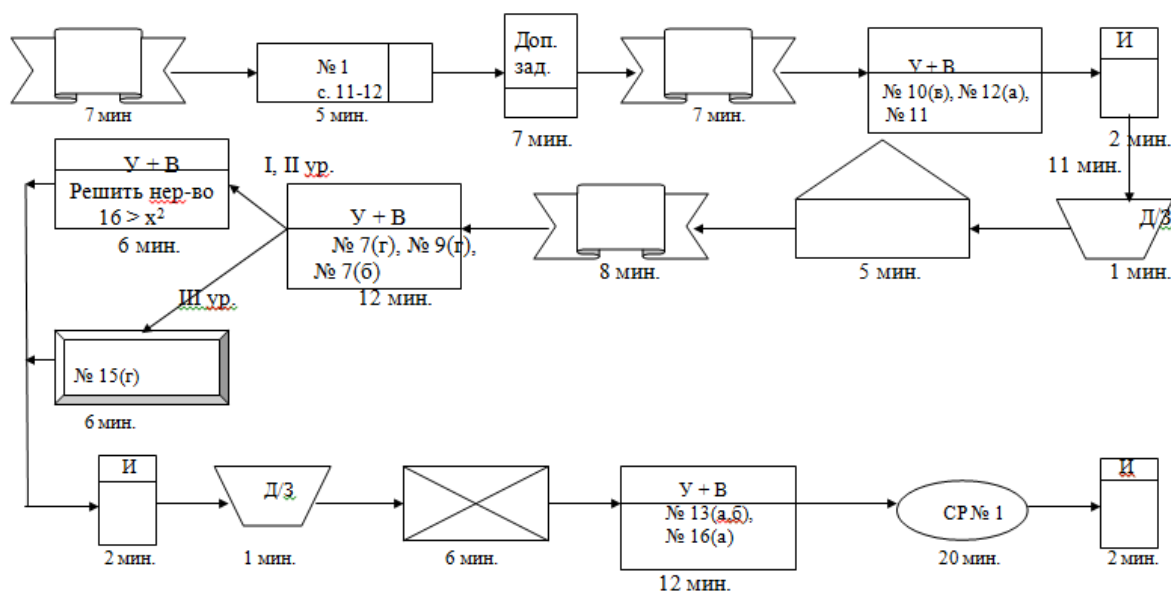 7 мин
№ 1
с. 11-12
5 мин.
Доп.
зад.
7 мин.
7 мин.
У + В
№ 10(в), № 12(а),
№ 11
И
2 мин.
11 мин.
Д/З
1 мин.
5 мин.
8 мин.
I, II ур.
У + В
№ 7(г), № 9(г),
№ 7(б)
12 мин.
У + В
Решить нер-во
16 > x²
6 мин.
III ур.
№ 15(г)
6 мин.
И
2 мин.
Д/З
1 мин.
6 мин.
У + В
№ 13(а,б),
№ 16(а)
12 мин.
СР № 1
20 мин.
И
2 мин.